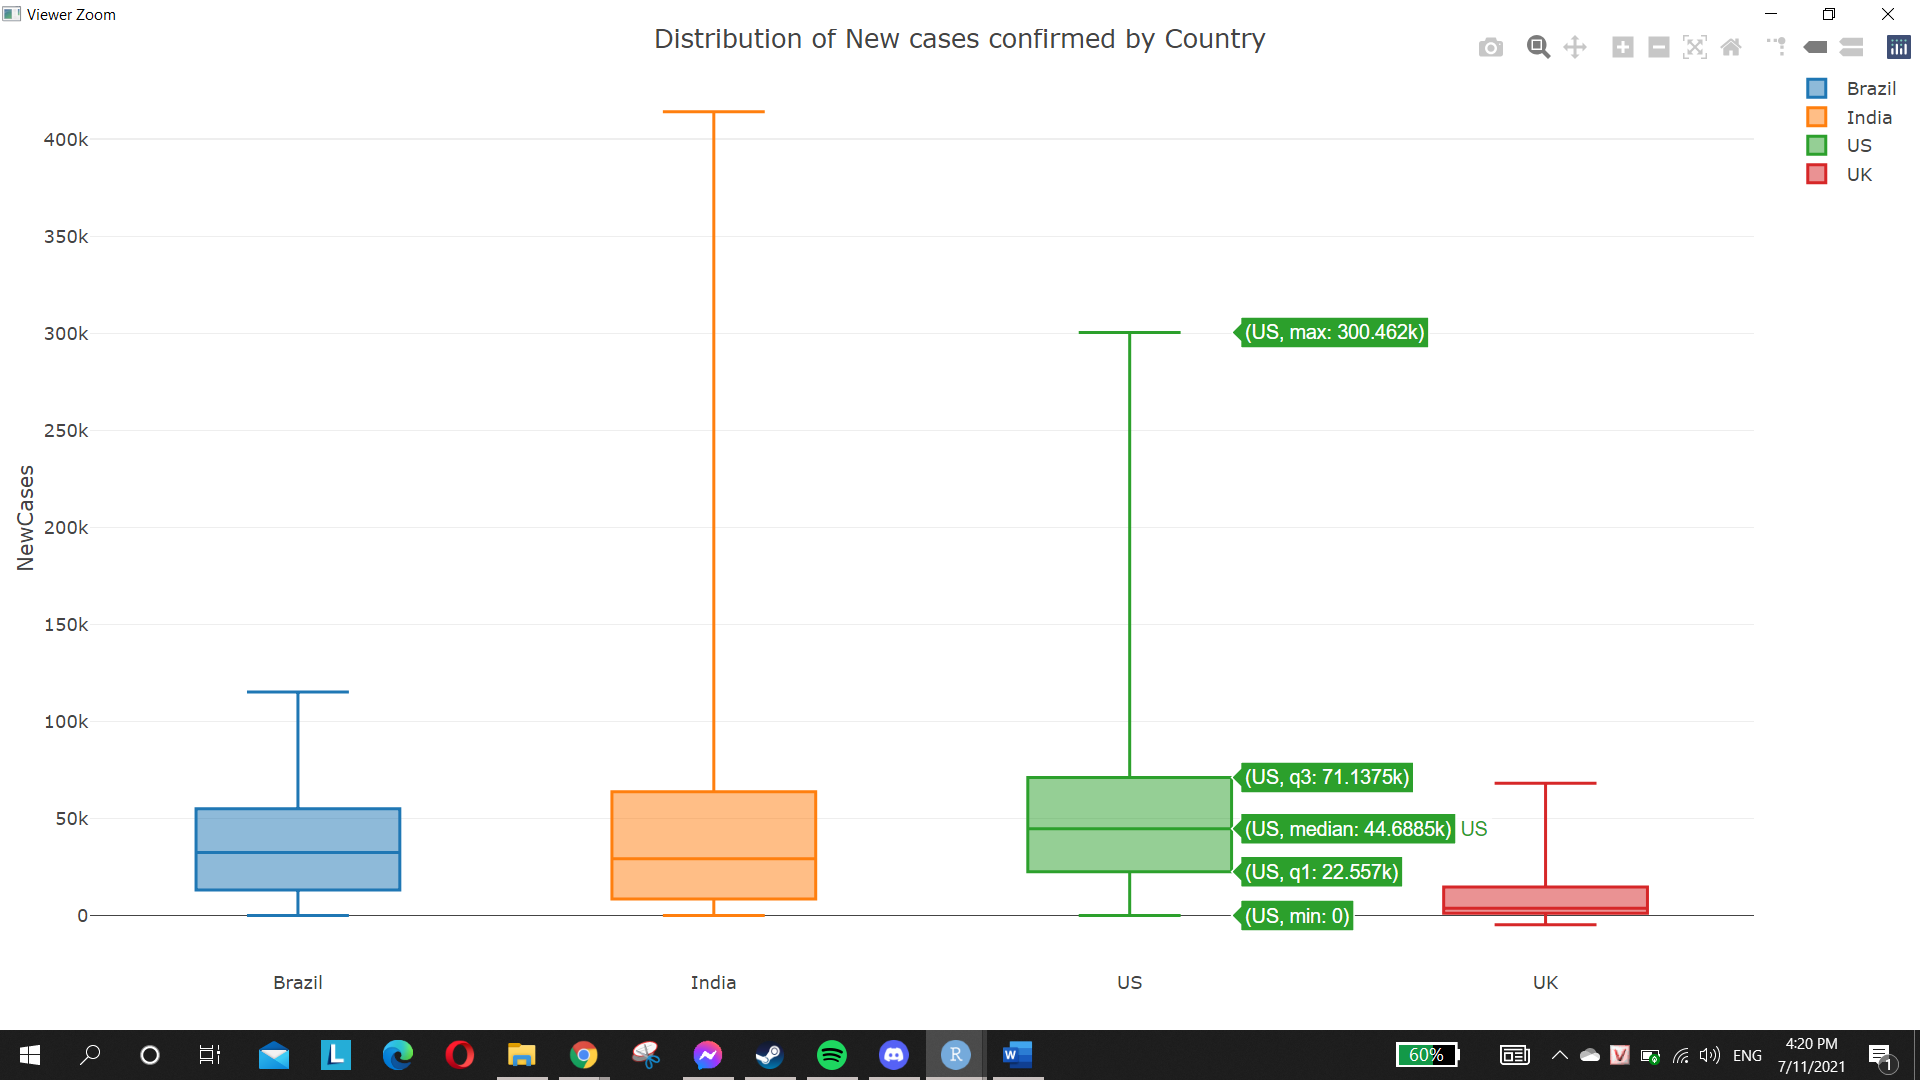 Viewer Zoom
Distribution of New cases confirmed by Country
Brazil
India
US
UK
NewCases
400k
350k
300k
250k
200k
150k
100k
50k
0
(US, max: 300.462k)
(US, q3: 71.1375k)
(US, median: 44.6885k) US
(US, q1: 22.557k)
(US, min: 0)
Brazil India US UK
L
R
W
60%
V
ENG
4:20 PM
7/11/2021
1